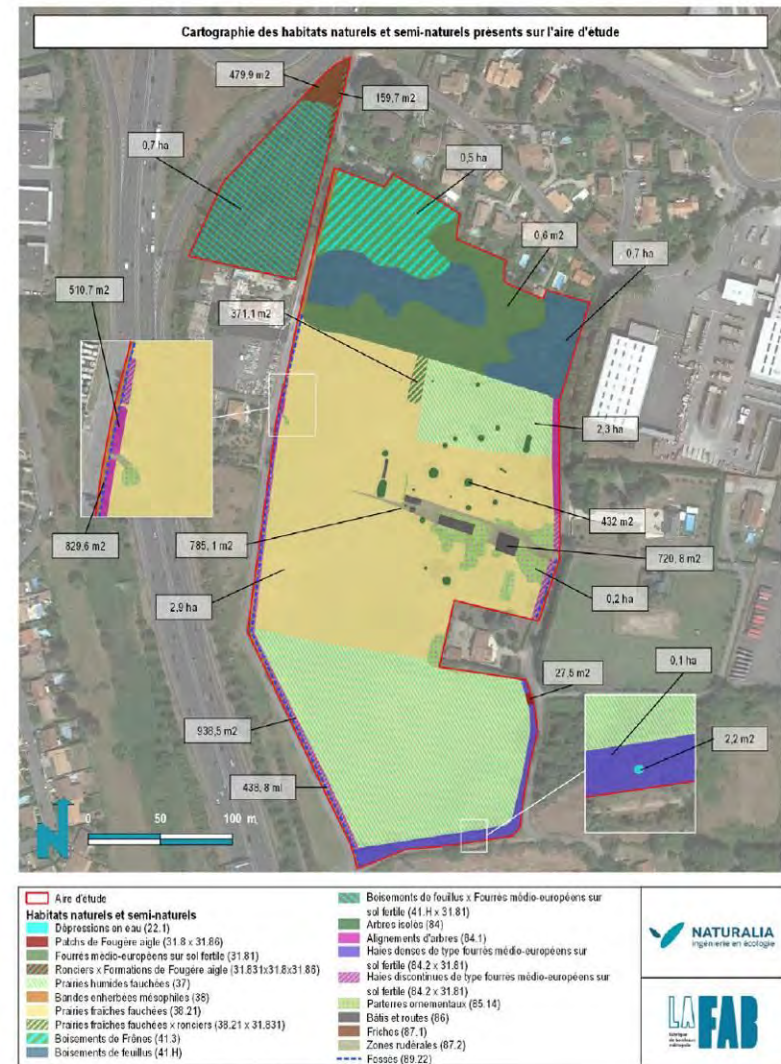 Cartographie des habitats naturels et semi-naturels présents sur l'aire d'étude
479,9 m2
159,7 m2
0,7 ha
0,5 ha
0,6 m2
0,7 ha
510,7 m2
371,1 m2
2,3 ha
432 m2
829,6 m2
785,1 m2
720,8 m2
2,9 ha
0,2 ha
27,5 m2
0,1 ha
2,2 m2
938,5 m2
438,8 ml
N
0 50 100 m
Aire d'étude
Habitats naturels et semi-naturels
Dépressions en eau (22.1)
Patchs de Fougère aigle (31.8 x 31.86)
Fourrés médio-européens sur sol fertile (31.81)
Ronciers x Formations de Fougère aigle (31.831x31.8x31.86)
Prairies humides fauchées (37)
Bandes enherbées mésophiles (38)
Prairies fraîches fauchées (38.21)
Prairies fraîches fauchées x ronciers (38.21 x 31.831)
Boisements de Frênes (41.3)
Boisements de feuillus (41.H)
Boisements de fouillus x Fourrés médio-européens sur
sol fertile (41.H x 31.81)
Arbres isolés (84)
Alignements d'arbres (84.1)
Haies denses de type fourrés médio-européens sur
sol fertile (84.2 x 31.81)
Haies discontinues de type fourrés médio-européens sur
sol fertile (84.2 x 31.81)
Parterres ornementaux (85.14)
Bâtis et routes (86)
Friches (87.1)
Zones rudérales (87.2)
Fossés (89.22)
NATURALIA
ingénierie en écologie
LA FAB
fabrique
de bordeaux
métropole